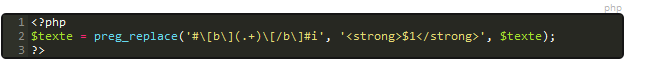 php
1 <?php
2 $texte = preg_replace('#\[b\](.+)\[/b\]#i', '<strong>$1</strong>', $texte);
3 ?>